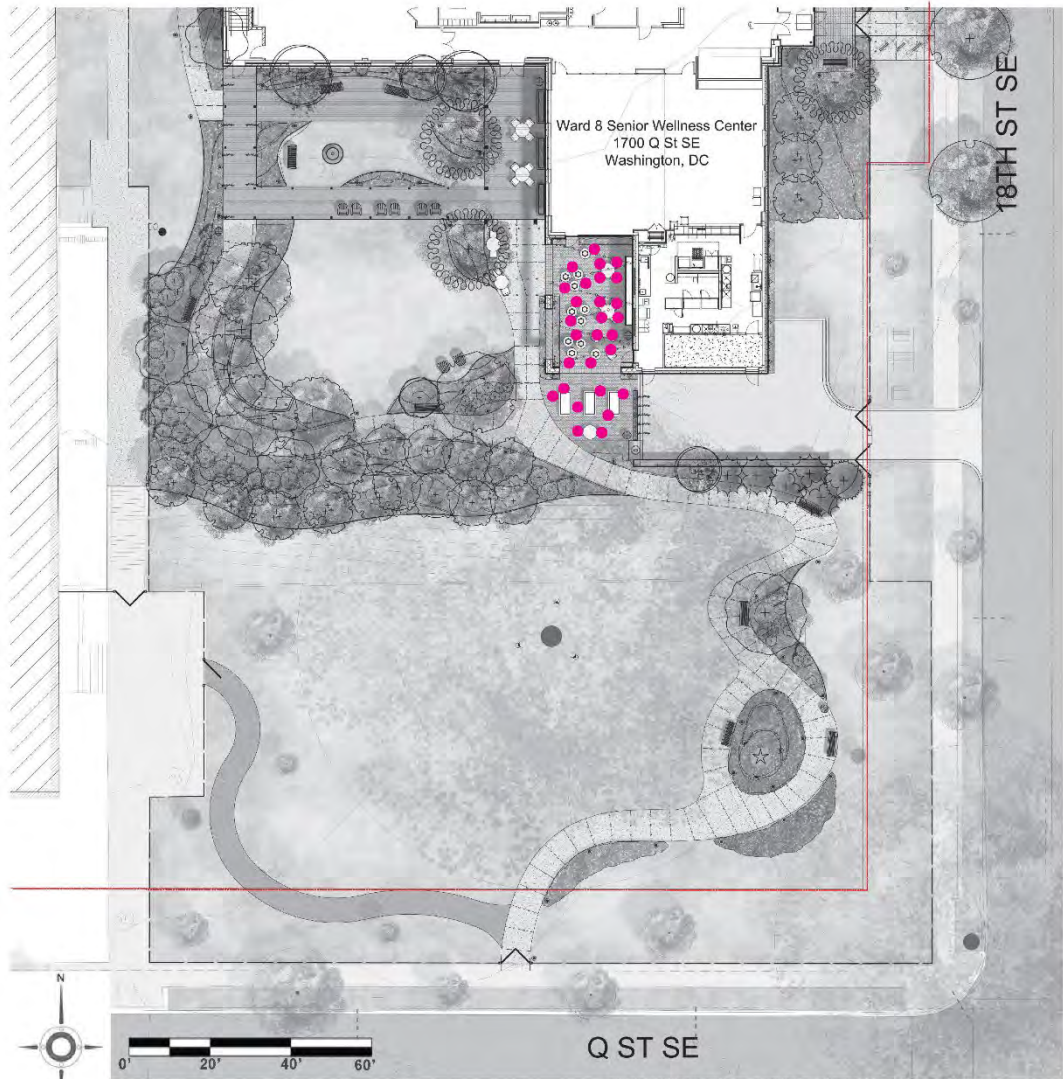 Ward 8 Senior Wellness Center
1700 Q St SE
Washington, DC
18TH ST SE
N
0' 20' 40' 60'
Q ST SE